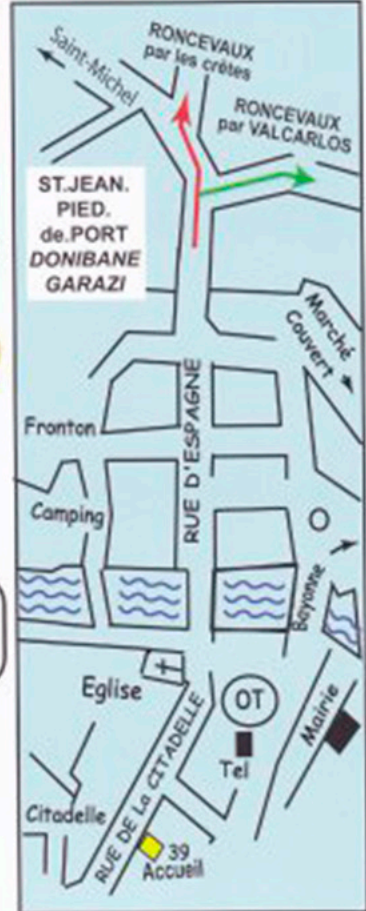 Saint-Michel
RONCEVAUX
par les crêtes
RONCEVAUX
par VALCARLOS
ST.JEAN.
PIED.
de.PORT
DONIBANE
GARAZI
Marché
Couvert
Fronton
RUE D'ESPAGNE
Camping
O
Bayonne
Eglise
OT
Mairie
Tel
RUE DE La CITADELLE
Citadelle
39
Accueil